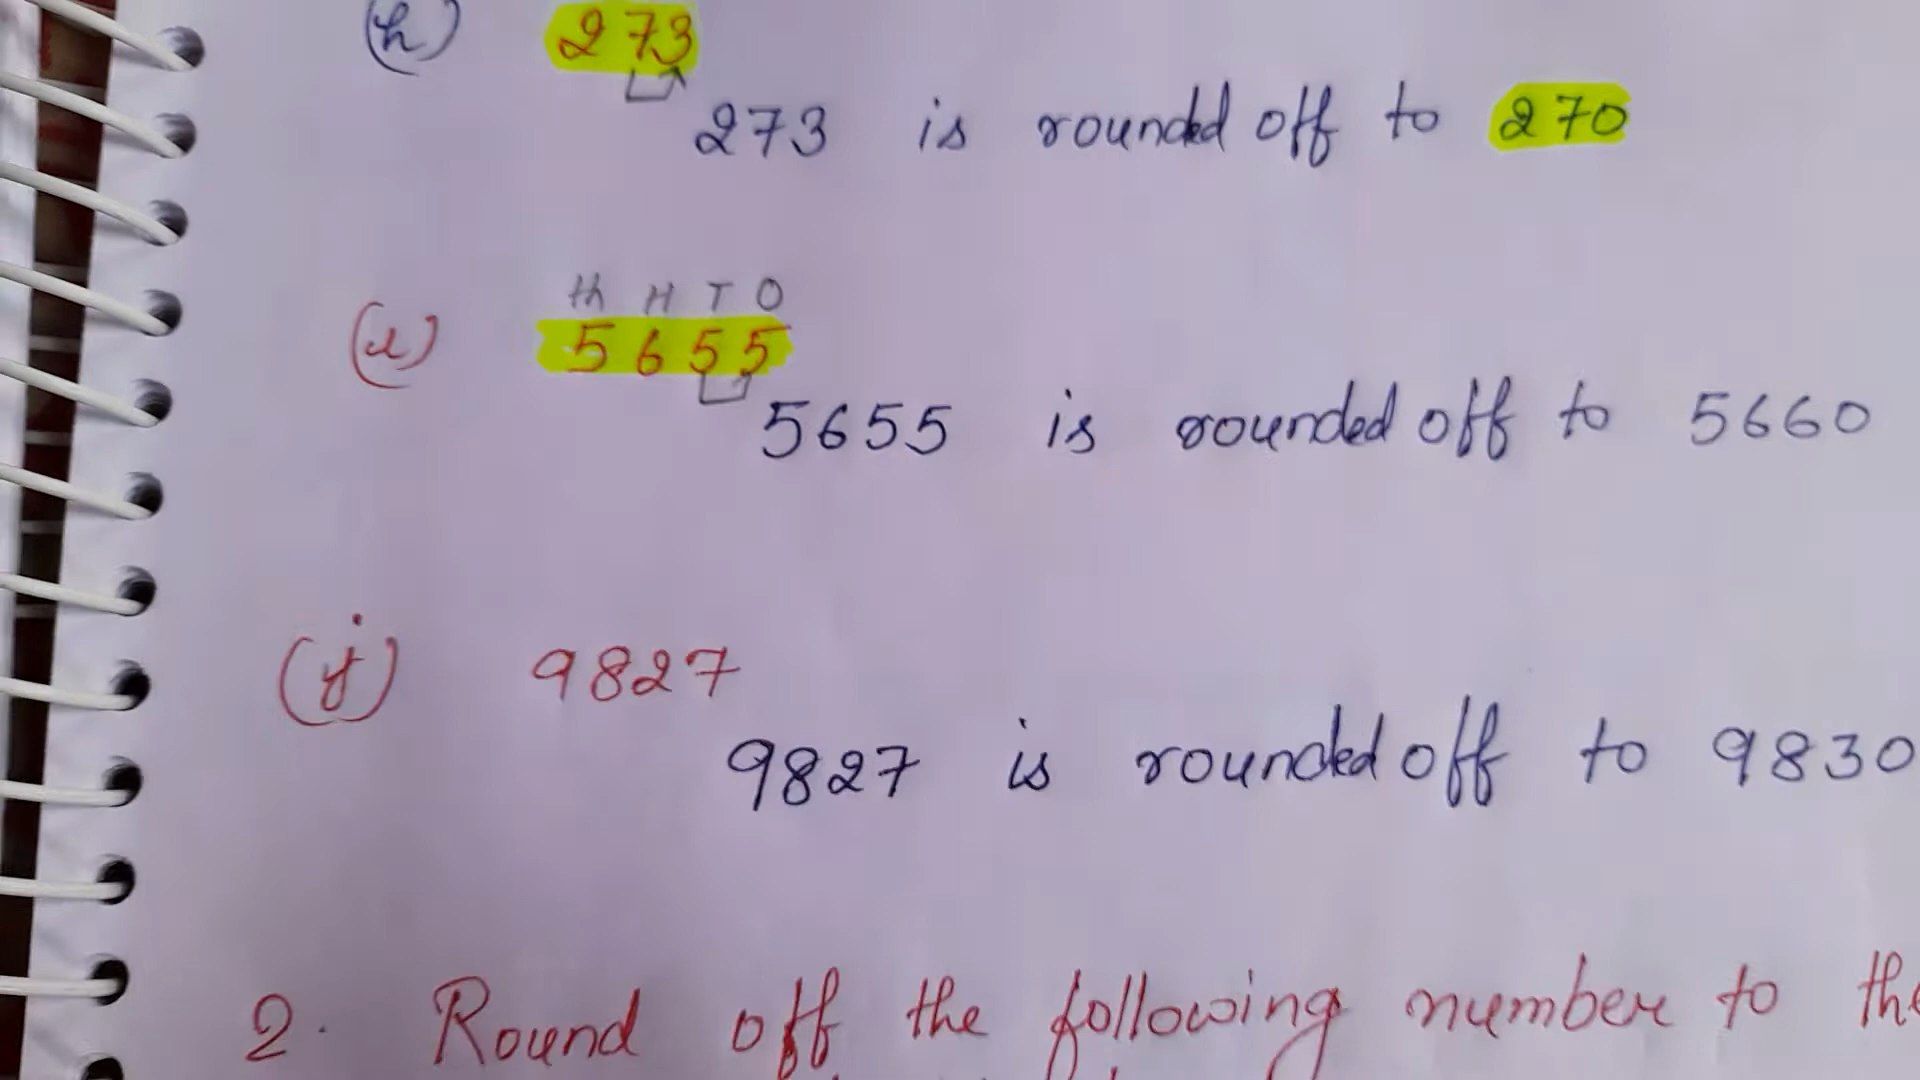 (h) 273
273 is rounded off to 270
th H T O
(i) 5655
5655 is rounded off to 5660
(j) 9827
9827 is rounded off to 9830
2. Round off the following number to the